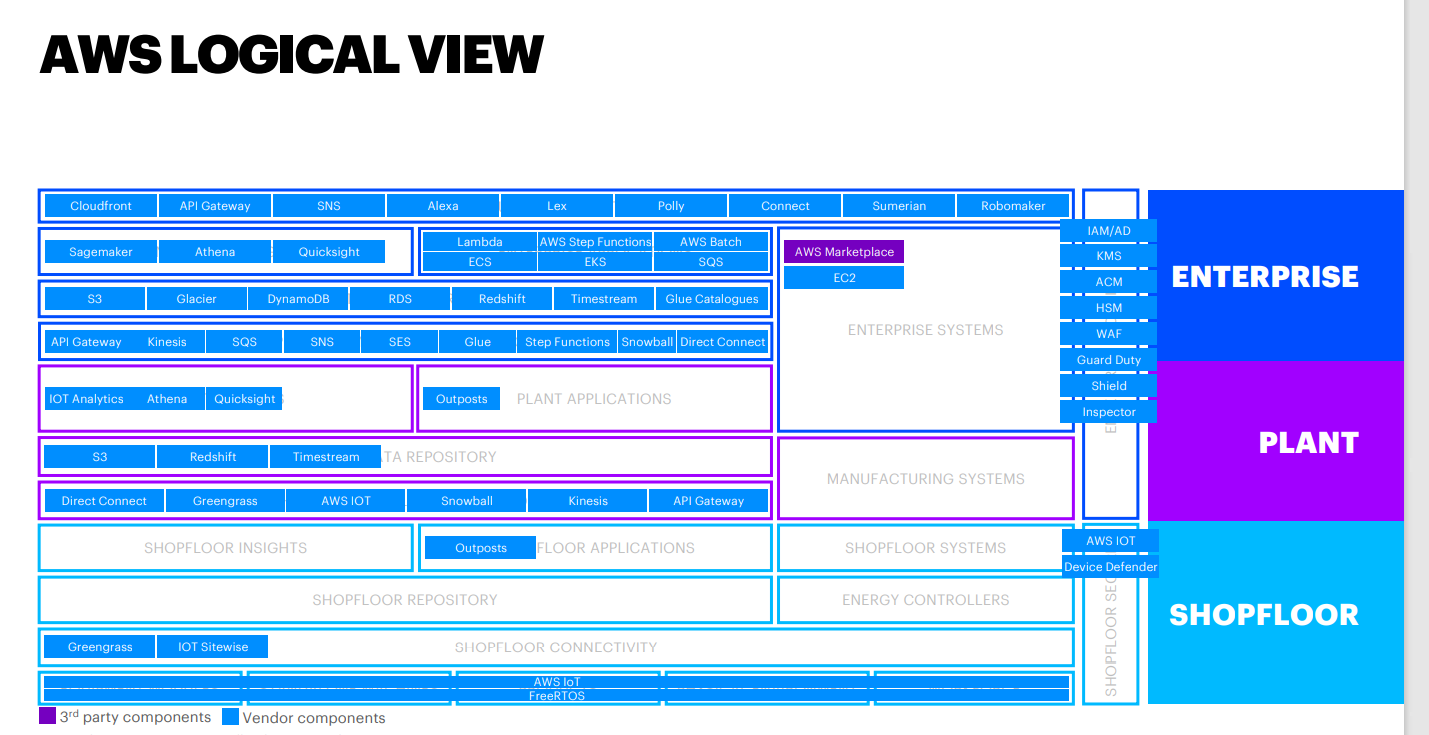 AWS LOGICAL VIEW
Cloudfront API Gateway SNS Alexa Lex Polly Connect Sumerian Robomaker
Sagemaker Athena Quicksight
Lambda AWS Step Functions AWS Batch
ECS EKS SQS
AWS Marketplace
EC2
ENTERPRISE SYSTEMS
S3 Glacier DynamoDB RDS Redshift Timestream Glue Catalogues
API Gateway Kinesis SQS SNS SES Glue Step Functions Snowball Direct Connect
IAM/AD
KMS
ACM
HSM
WAF
Guard Duty
Shield
Inspector
ENTERPRISE
IOT Analytics Athena Quicksight
Outposts PLANT APPLICATIONS
S3 Redshift Timestream TA REPOSITORY
Direct Connect Greengrass AWS IOT Snowball Kinesis API Gateway
MANUFACTURING SYSTEMS
PLANT
SHOPFLOOR INSIGHTS
Outposts FLOOR APPLICATIONS
SHOPFLOOR SYSTEMS
SHOPFLOOR REPOSITORY
ENERGY CONTROLLERS
Greengrass IOT Sitewise SHOPFLOOR CONNECTIVITY
AWS IoT
FreeRTOS
AWS IOT
Device Defender
SHOPFLOOR SEC
SHOPFLOOR
3rd party components Vendor components